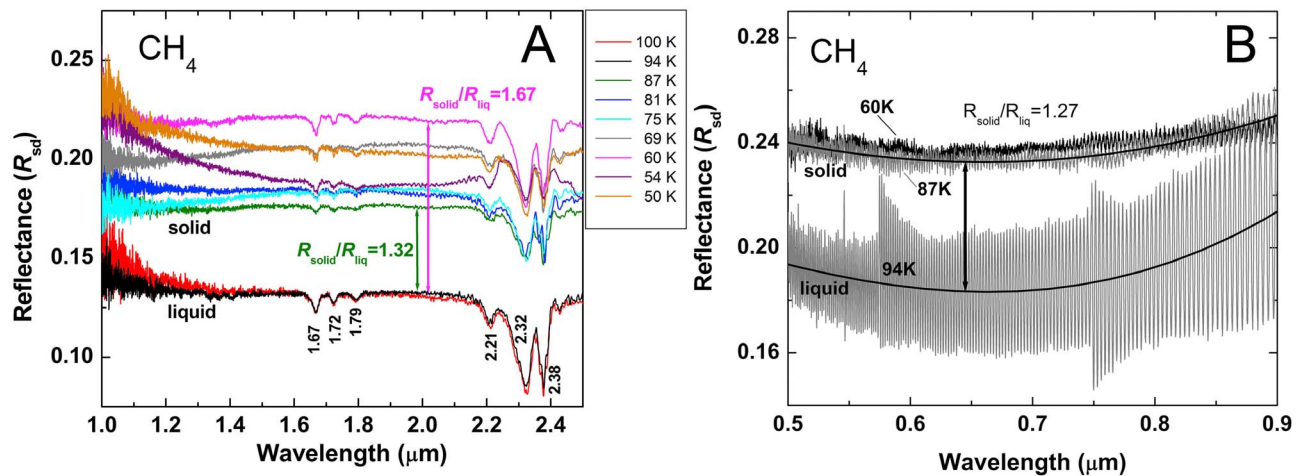 CH4
A
Rsolid/Rliq=1.67
solid
Rsolid/Rliq=1.32
liquid
1.67
1.72
1.79
2.21
2.32
2.38
0.25
0.20
0.15
0.10
Reflectance (Rsd)
1.0 1.2 1.4 1.6 1.8 2.0 2.2 2.4
Wavelength (μm)
100 K
94 K
87 K
81 K
75 K
69 K
60 K
54 K
50 K
CH4
B
60K
Rsolid/Rliq=1.27
solid
87K
94K
liquid
0.28
0.24
0.20
0.16
Reflectance (Rsd)
0.5 0.6 0.7 0.8 0.9
Wavelength (μm)